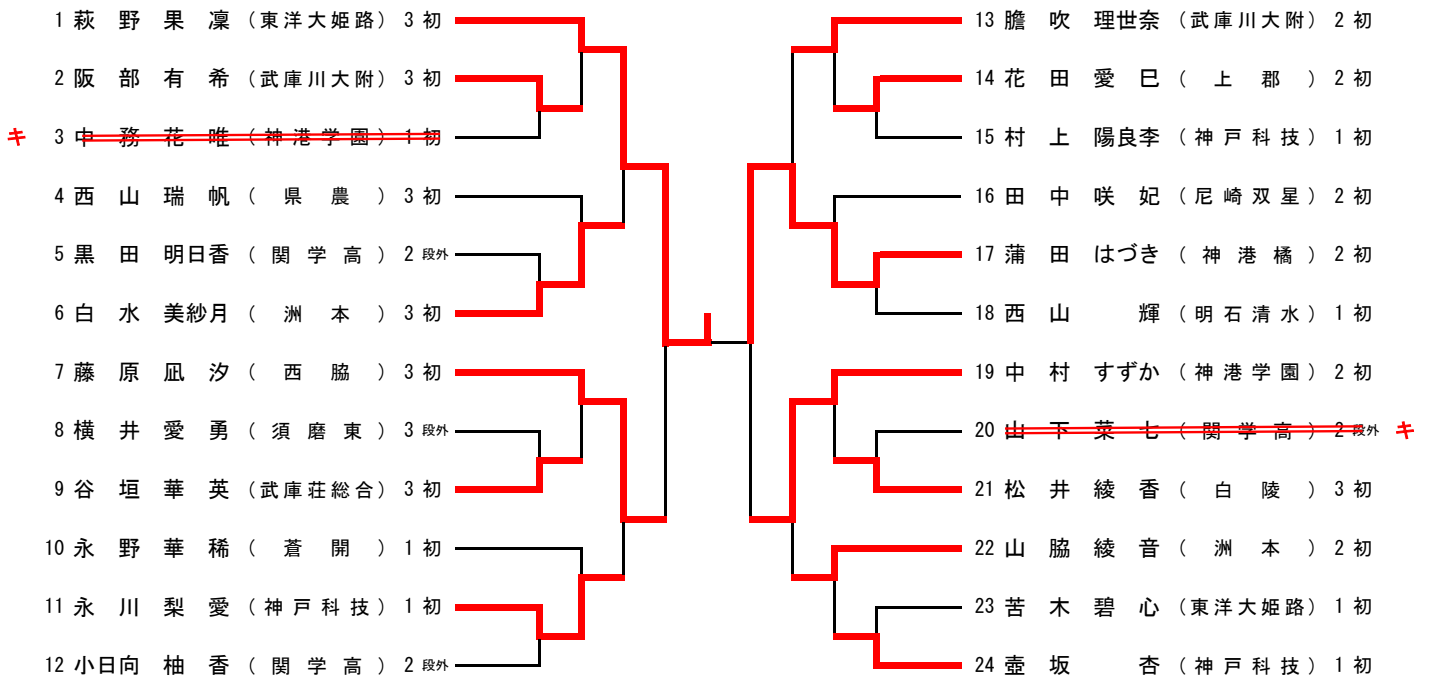 1 萩野果凜 (東洋大姫路) 3 初
2 阪部有希 (武庫川大附) 3 初
キ 3 中務花唯 (神港学園) 1 初
4 西山瑞帆 (県農) 3 初
5 黒田明日香 (関学高) 2 段外
6 白水美紗月 (洲本) 3 初
7 藤原凪汐 (西脇) 3 初
8 横井愛勇 (須磨東) 3 段外
9 谷垣華英 (武庫荘総合) 3 初
10 永野華稀 (蒼開) 1 初
11 永川梨愛 (神戸科技) 1 初
12 小日向柚香 (関学高) 2 段外
13 膽吹理世奈 (武庫川大附) 2 初
14 花田愛巳 (上郡) 2 初
15 村上陽良李 (神戸科技) 1 初
16 田中咲妃 (尼崎双星) 2 初
17 蒲田はづき (神港橘) 2 初
18 西山輝 (明石清水) 1 初
19 中村すずか (神港学園) 2 初
20 山下菜七 (関学高) 2 段外 キ
21 松井綾香 (白陵) 3 初
22 山脇綾音 (洲本) 2 初
23 苦木碧心 (東洋大姫路) 1 初
24 壺坂杏 (神戸科技) 1 初